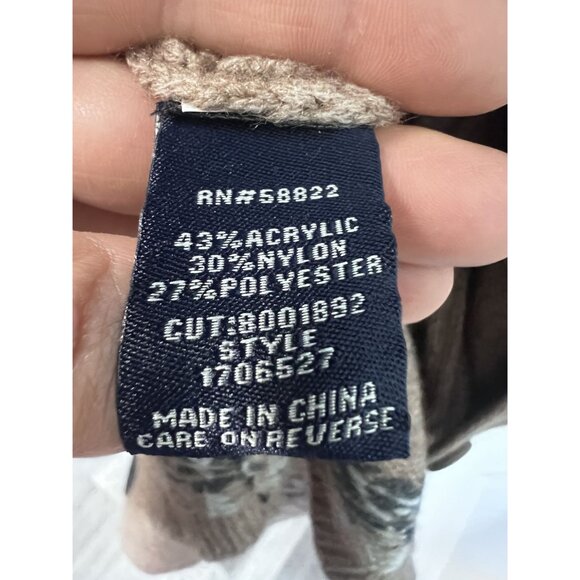 RN#58822
43%ACRYLIC
30%NYLON
27%POLYESTER
CUT:8001892
STYLE
1706527
MADE IN CHINA
CARE ON REVERSE